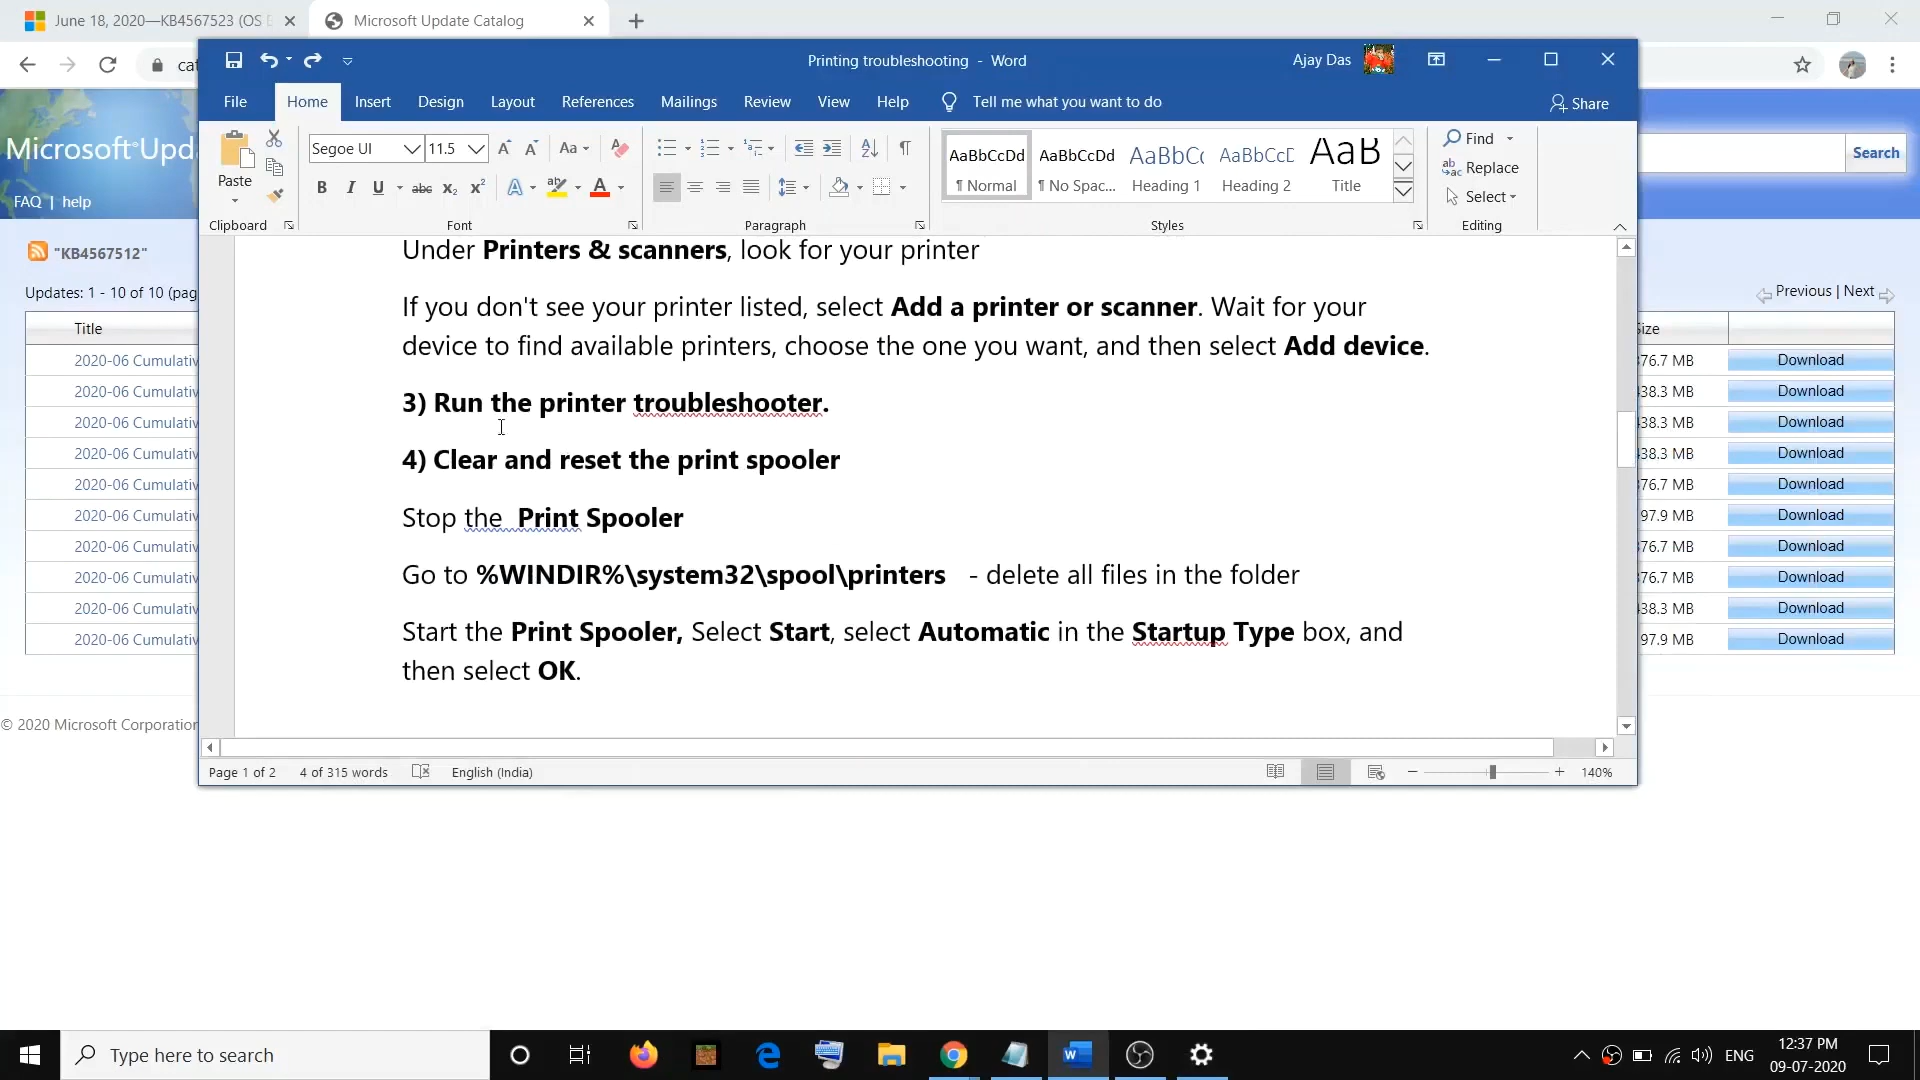 June 18, 2020—KB4567523 (OS B
Microsoft Update Catalog
cat
Printing troubleshooting - Word
Ajay Das
File Home Insert Design Layout References Mailings Review View Help Tell me what you want to do
Share
Paste
Segoe UI 11.5
AaBbCcDd AaBbCcDd AaBbCc AaBbCcD AaB
¶ Normal ¶ No Spac... Heading 1 Heading 2 Title
Find
Replace
Select
Clipboard Font Paragraph Styles Editing
Microsoft Upda
FAQ | help
Search
"KB4567512"
Updates: 1 - 10 of 10 (pag
Previous | Next
Title
Size
2020-06 Cumulativ 376.7 MB Download
2020-06 Cumulativ 438.3 MB Download
2020-06 Cumulativ 438.3 MB Download
2020-06 Cumulativ 438.3 MB Download
2020-06 Cumulativ 376.7 MB Download
2020-06 Cumulativ 97.9 MB Download
2020-06 Cumulativ 376.7 MB Download
2020-06 Cumulativ 376.7 MB Download
2020-06 Cumulativ 438.3 MB Download
2020-06 Cumulativ 97.9 MB Download
© 2020 Microsoft Corporation
Under Printers & scanners, look for your printer
If you don't see your printer listed, select Add a printer or scanner. Wait for your
device to find available printers, choose the one you want, and then select Add device.
3) Run the printer troubleshooter.
4) Clear and reset the print spooler
Stop the Print Spooler
Go to %WINDIR%\system32\spool\printers - delete all files in the folder
Start the Print Spooler, Select Start, select Automatic in the Startup Type box, and
then select OK.
Page 1 of 2 4 of 315 words English (India)
140%
Type here to search
ENG
12:37 PM
09-07-2020